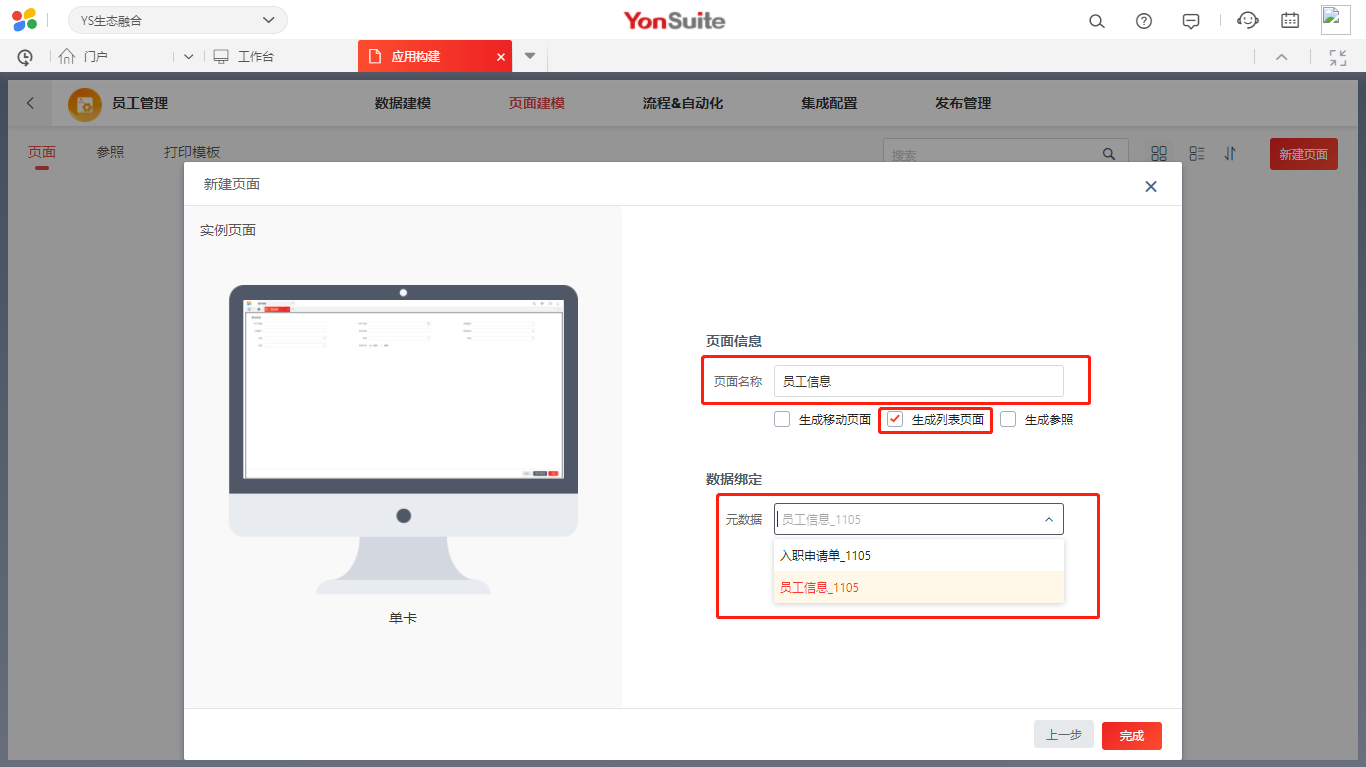 YS生态融合
YonSuite
门户
工作台
应用构建
员工管理
数据建模
页面建模
流程&自动化
集成配置
发布管理
页面
参照
打印模板
搜索
新建页面
新建页面
实例页面
单卡
页面信息
页面名称
员工信息
生成移动页面
生成列表页面
生成参照
数据绑定
元数据
员工信息_1105
入职申请单_1105
员工信息_1105
上一步
完成